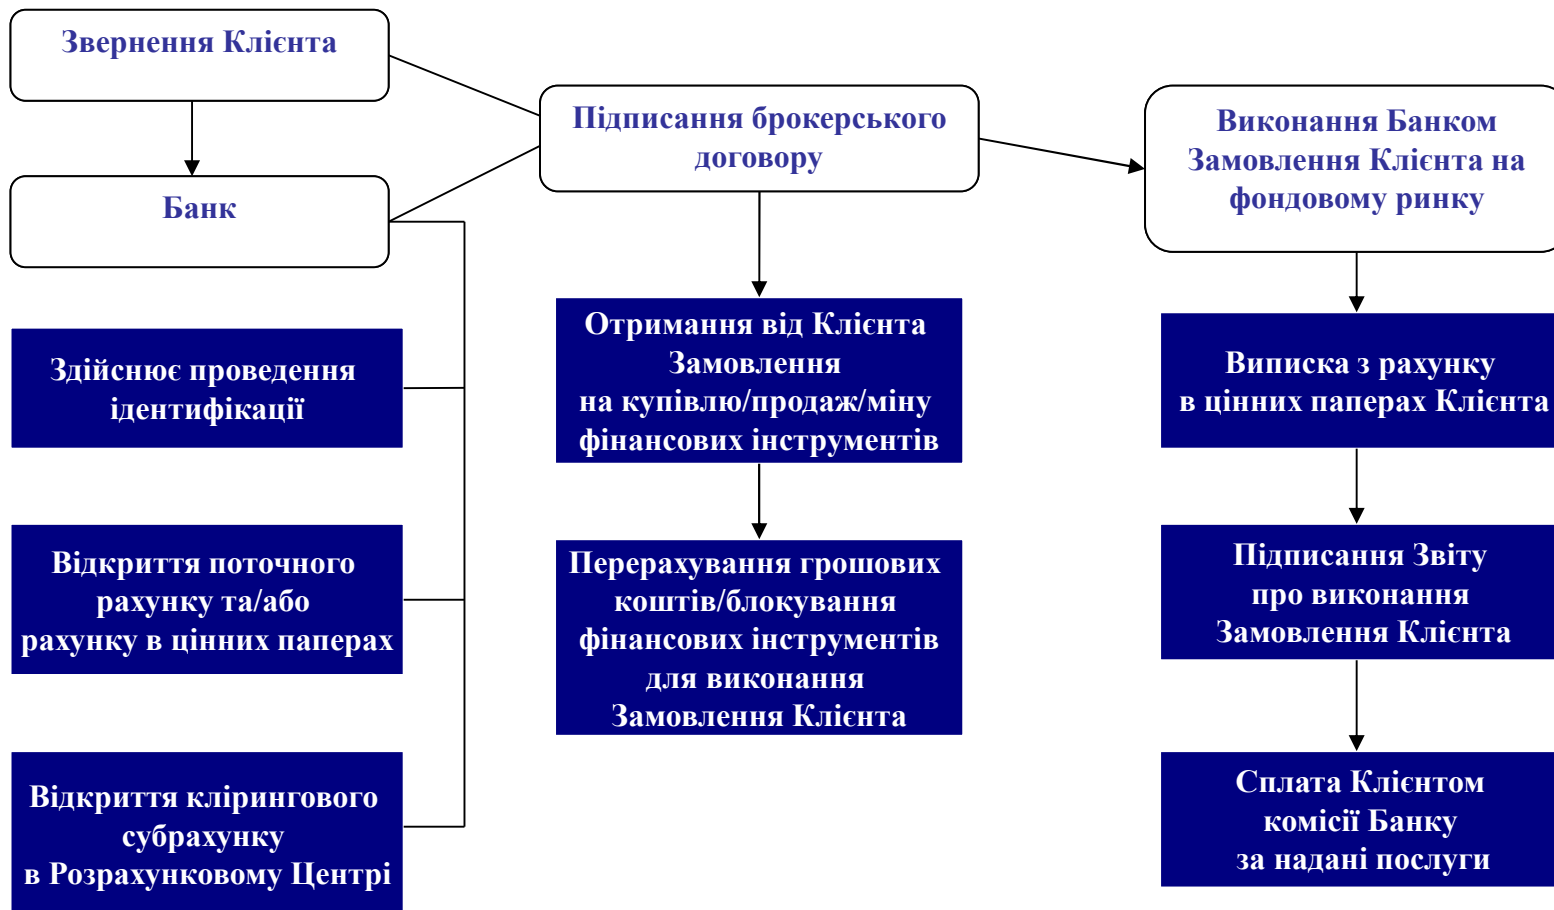 Звернення Клієнта
Банк
Здійснює проведення
ідентифікації
Відкриття поточного
рахунку та/або
рахунку в цінних паперах
Відкриття клірингового
субрахунку
в Розрахунковому Центрі
Підписання брокерського
договору
Отримання від Клієнта
Замовлення
на купівлю/продаж/міну
фінансових інструментів
Перерахування грошових
коштів/блокування
фінансових інструментів
для виконання
Замовлення Клієнта
Виконання Банком
Замовлення Клієнта на
фондовому ринку
Виписка з рахунку
в цінних паперах Клієнта
Підписання Звіту
про виконання
Замовлення Клієнта
Сплата Клієнтом
комісії Банку
за надані послуги